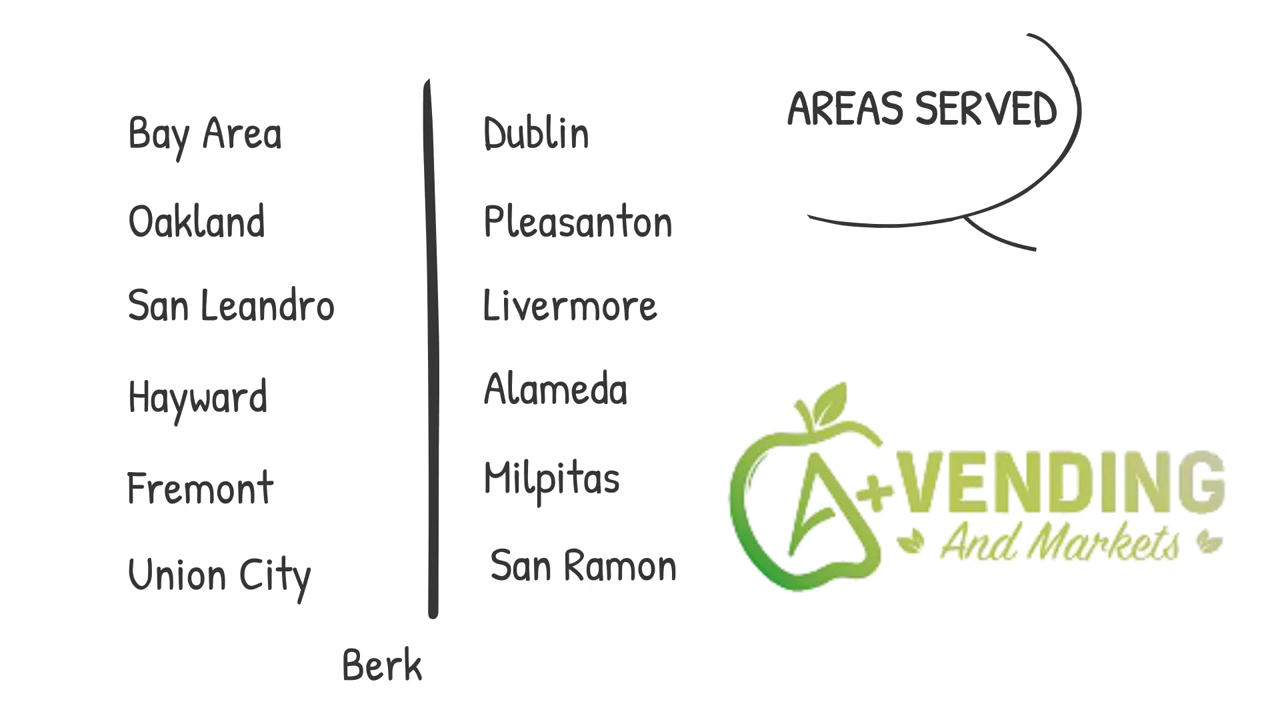 Bay Area
Oakland
San Leandro
Hayward
Fremont
Union City
Berk
Dublin
Pleasanton
Livermore
Alameda
Milpitas
San Ramon
AREAS SERVED
A+VENDING
And Markets